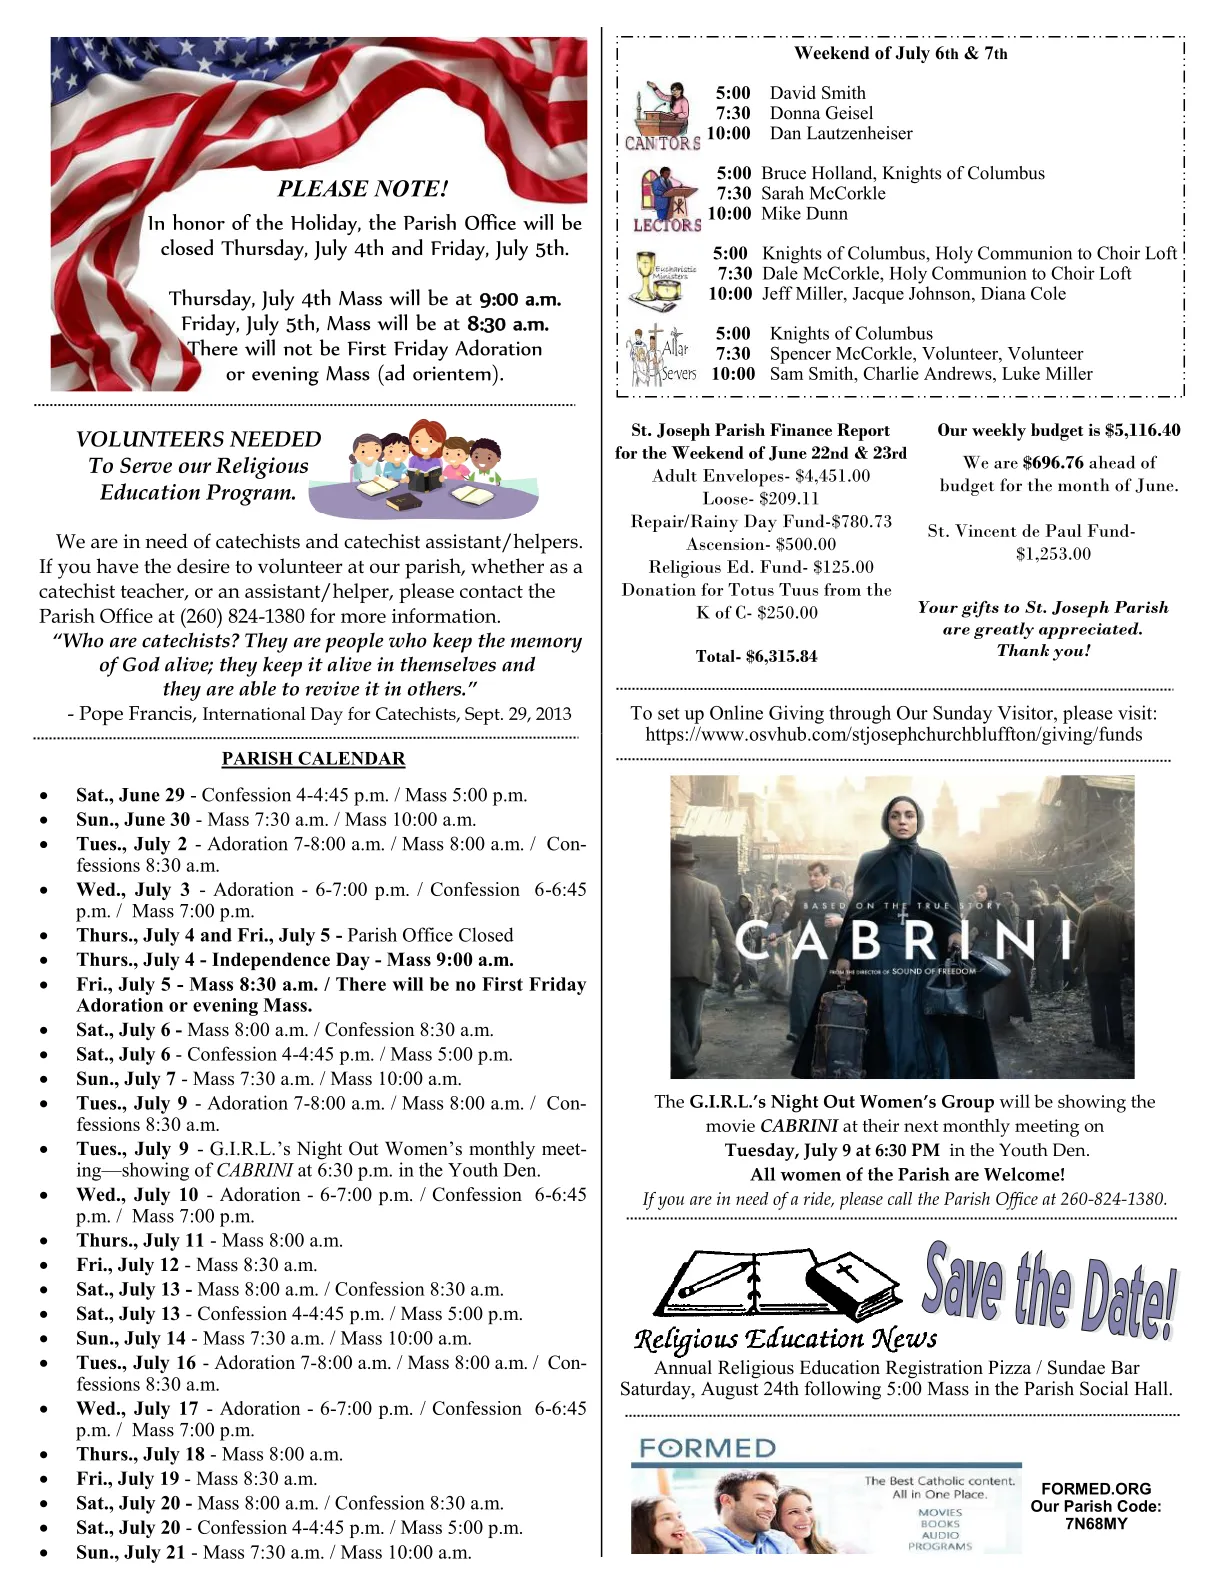 PLEASE NOTE!
In honor of the Holiday, the Parish Office will be
closed Thursday, July 4th and Friday, July 5th.
Thursday, July 4th Mass will be at 9:00 a.m.
Friday, July 5th, Mass will be at 8:30 a.m.
There will not be First Friday Adoration
or evening Mass (ad orientem).
VOLUNTEERS NEEDED
To Serve our Religious
Education Program.
We are in need of catechists and catechist assistant/helpers.
If you have the desire to volunteer at our parish, whether as a
catechist teacher, or an assistant/helper, please contact the
Parish Office at (260) 824-1380 for more information.
“Who are catechists? They are people who keep the memory
of God alive; they keep it alive in themselves and
they are able to revive it in others.”
- Pope Francis, International Day for Catechists, Sept. 29, 2013
PARISH CALENDAR
• Sat., June 29 - Confession 4-4:45 p.m. / Mass 5:00 p.m.
• Sun., June 30 - Mass 7:30 a.m. / Mass 10:00 a.m.
• Tues., July 2 - Adoration 7-8:00 a.m. / Mass 8:00 a.m. / Con-
fessions 8:30 a.m.
• Wed., July 3 - Adoration - 6-7:00 p.m. / Confession 6-6:45
p.m. / Mass 7:00 p.m.
• Thurs., July 4 and Fri., July 5 - Parish Office Closed
• Thurs., July 4 - Independence Day - Mass 9:00 a.m.
• Fri., July 5 - Mass 8:30 a.m. / There will be no First Friday
Adoration or evening Mass.
• Sat., July 6 - Mass 8:00 a.m. / Confession 8:30 a.m.
• Sat., July 6 - Confession 4-4:45 p.m. / Mass 5:00 p.m.
• Sun., July 7 - Mass 7:30 a.m. / Mass 10:00 a.m.
• Tues., July 9 - Adoration 7-8:00 a.m. / Mass 8:00 a.m. / Con-
fessions 8:30 a.m.
• Tues., July 9 - G.I.R.L.’s Night Out Women’s monthly meet-
ing—showing of CABRINI at 6:30 p.m. in the Youth Den.
• Wed., July 10 - Adoration - 6-7:00 p.m. / Confession 6-6:45
p.m. / Mass 7:00 p.m.
• Thurs., July 11 - Mass 8:00 a.m.
• Fri., July 12 - Mass 8:30 a.m.
• Sat., July 13 - Mass 8:00 a.m. / Confession 8:30 a.m.
• Sat., July 13 - Confession 4-4:45 p.m. / Mass 5:00 p.m.
• Sun., July 14 - Mass 7:30 a.m. / Mass 10:00 a.m.
• Tues., July 16 - Adoration 7-8:00 a.m. / Mass 8:00 a.m. / Con-
fessions 8:30 a.m.
• Wed., July 17 - Adoration - 6-7:00 p.m. / Confession 6-6:45
p.m. / Mass 7:00 p.m.
• Thurs., July 18 - Mass 8:00 a.m.
• Fri., July 19 - Mass 8:30 a.m.
• Sat., July 20 - Mass 8:00 a.m. / Confession 8:30 a.m.
• Sat., July 20 - Confession 4-4:45 p.m. / Mass 5:00 p.m.
• Sun., July 21 - Mass 7:30 a.m. / Mass 10:00 a.m.
Weekend of July 6th & 7th
5:00 David Smith
7:30 Donna Geisel
10:00 Dan Lautzenheiser
CANTORS
5:00 Bruce Holland, Knights of Columbus
7:30 Sarah McCorkle
10:00 Mike Dunn
LECTORS
5:00 Knights of Columbus, Holy Communion to Choir Loft
7:30 Dale McCorkle, Holy Communion to Choir Loft
10:00 Jeff Miller, Jacque Johnson, Diana Cole
Eucharistic
Ministers
5:00 Knights of Columbus
7:30 Spencer McCorkle, Volunteer, Volunteer
10:00 Sam Smith, Charlie Andrews, Luke Miller
Altar
Servers
St. Joseph Parish Finance Report
for the Weekend of June 22nd & 23rd
Adult Envelopes- $4,451.00
Loose- $209.11
Repair/Rainy Day Fund-$780.73
Ascension- $500.00
Religious Ed. Fund- $125.00
Donation for Totus Tuus from the
K of C- $250.00
Total- $6,315.84
Our weekly budget is $5,116.40
We are $696.76 ahead of
budget for the month of June.
St. Vincent de Paul Fund-
$1,253.00
Your gifts to St. Joseph Parish
are greatly appreciated.
Thank you!
To set up Online Giving through Our Sunday Visitor, please visit:
https://www.osvhub.com/stjosephchurchbluffton/giving/funds
BASED ON THE TRUE STORY
CABRINI
FROM THE DIRECTOR OF SOUND OF FREEDOM
The G.I.R.L.’s Night Out Women’s Group will be showing the
movie CABRINI at their next monthly meeting on
Tuesday, July 9 at 6:30 PM in the Youth Den.
All women of the Parish are Welcome!
If you are in need of a ride, please call the Parish Office at 260-824-1380.
Save the Date!
Religious Education News
Annual Religious Education Registration Pizza / Sundae Bar
Saturday, August 24th following 5:00 Mass in the Parish Social Hall.
FORMED
The Best Catholic content.
All in One Place.
MOVIES
BOOKS
AUDIO
PROGRAMS
FORMED.ORG
Our Parish Code:
7N68MY